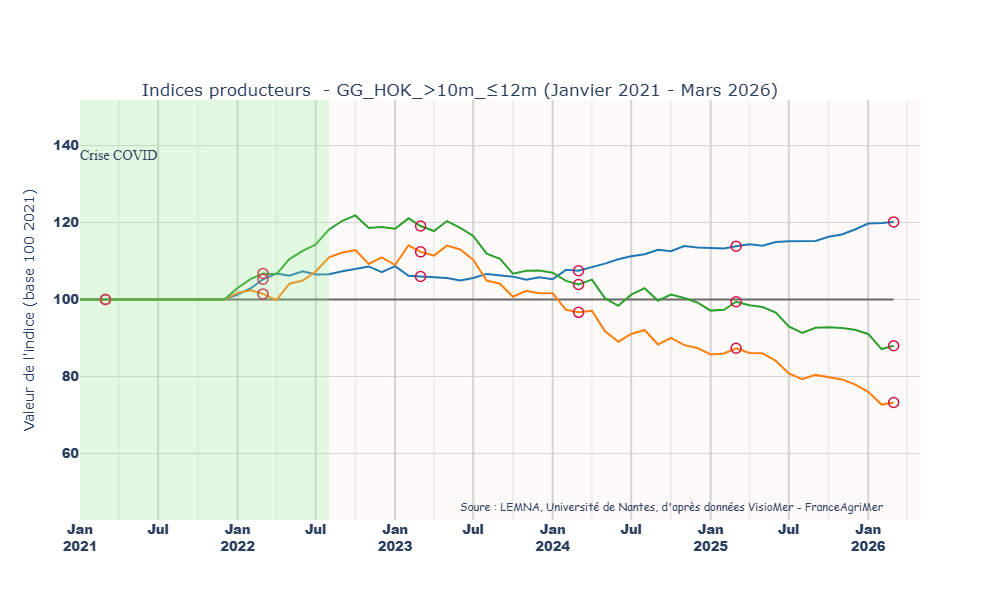 Indices producteurs  - GG_HOK_>10m_≤12m (Janvier 2021 - Mars 2026)
Valeur de l'indice (base 100 2021)
140
Crise COVID
120
100
80
60
Soure : LEMNA, Université de Nantes, d'après données VisioMer - FranceAgriMer
Jan Jul Jan Jul Jan Jul Jan Jul Jan Jul Jan
2021 2022 2023 2024 2025 2026